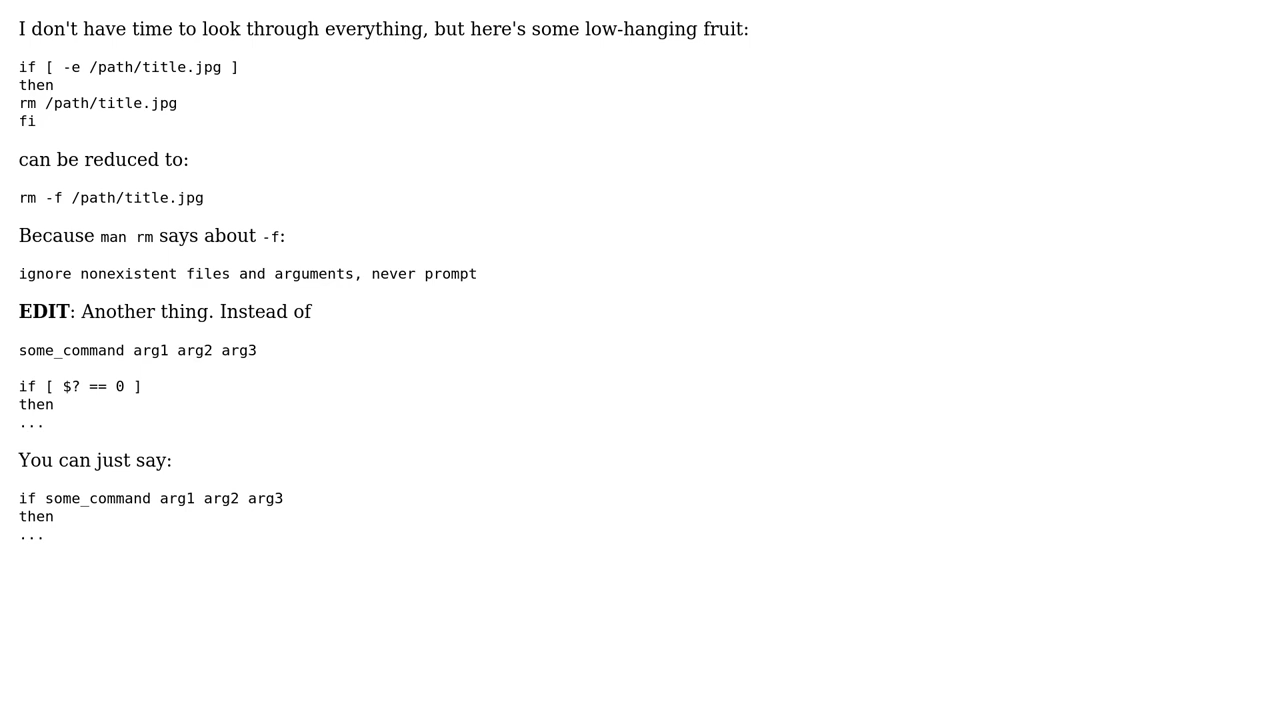 I don't have time to look through everything, but here's some low-hanging fruit:
if [ -e /path/title.jpg ]
then
rm /path/title.jpg
fi
can be reduced to:
rm -f /path/title.jpg
Because man rm says about -f:
ignore nonexistent files and arguments, never prompt
EDIT: Another thing. Instead of
some_command arg1 arg2 arg3
if [ $? == 0 ]
then
...
You can just say:
if some_command arg1 arg2 arg3
then
...